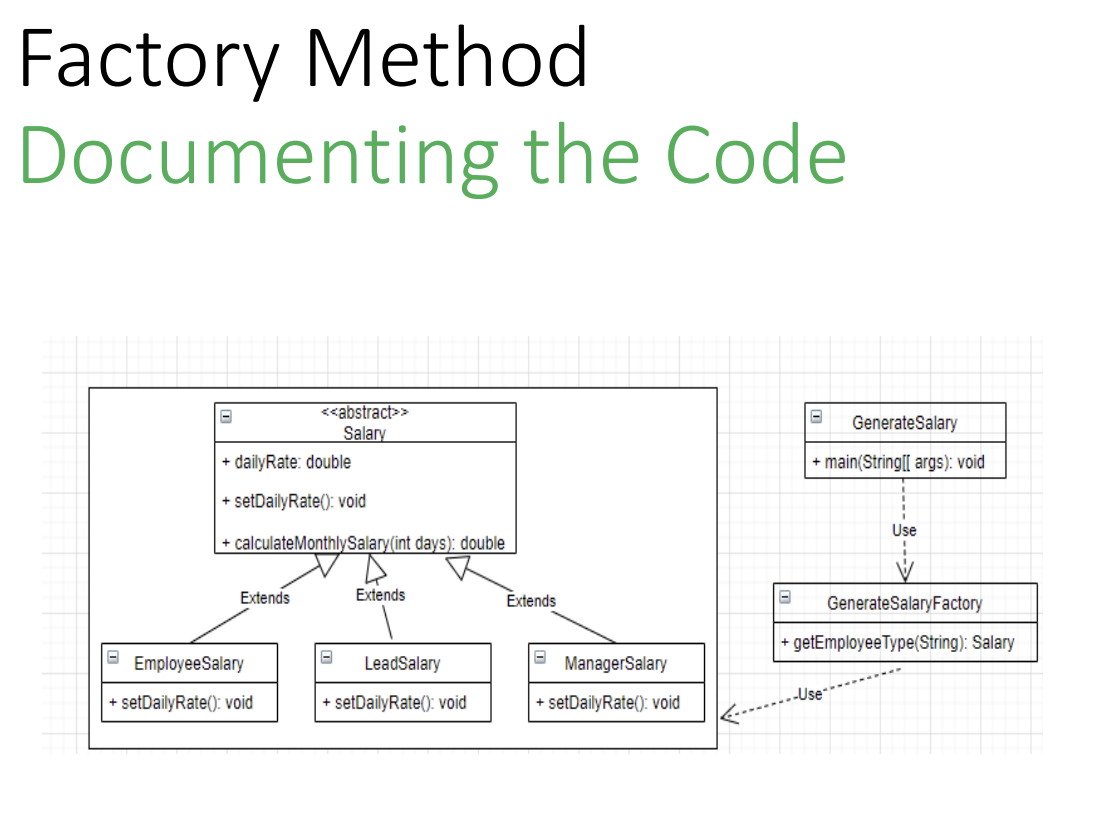 Factory Method
Documenting the Code
<<abstract>>
Salary
+ dailyRate: double
+ setDailyRate(): void
+ calculateMonthlySalary(int days): double
Extends
Extends
Extends
EmployeeSalary
+ setDailyRate(): void
LeadSalary
+ setDailyRate(): void
ManagerSalary
+ setDailyRate(): void
GenerateSalary
+ main(String[[ args): void
Use
GenerateSalaryFactory
+ getEmployeeType(String): Salary
Use